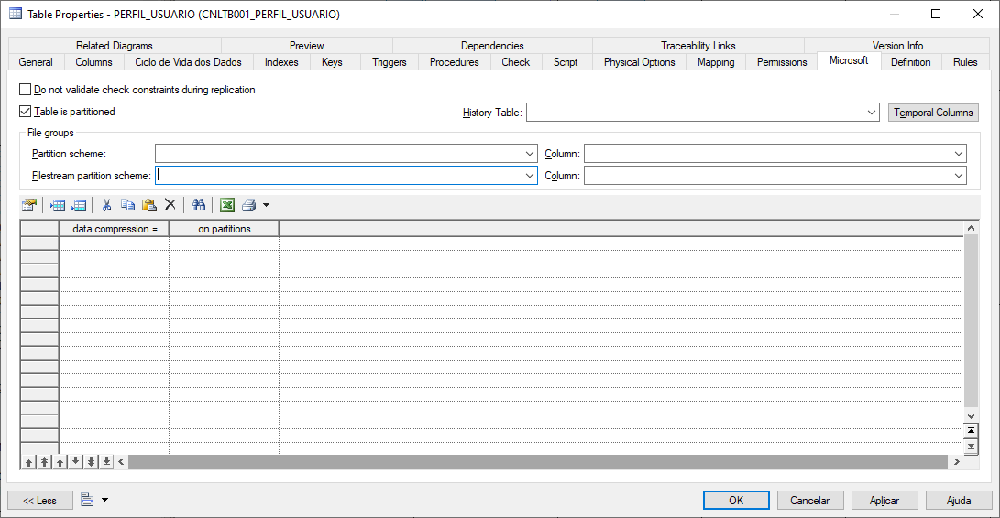 Table Properties - PERFIL_USUARIO (CNLTB001_PERFIL_USUARIO)
Related Diagrams Preview Dependencies Traceability Links Version Info
General Columns Ciclo de Vida dos Dados Indexes Keys Triggers Procedures Check Script Physical Options Mapping Permissions Microsoft Definition Rules
Do not validate check constraints during replication
Table is partitioned History Table: Temporal Columns
File groups
Partition scheme: Column:
Filestream partition scheme: Column:
data compression = on partitions
<< Less OK Cancelar Aplicar Ajuda